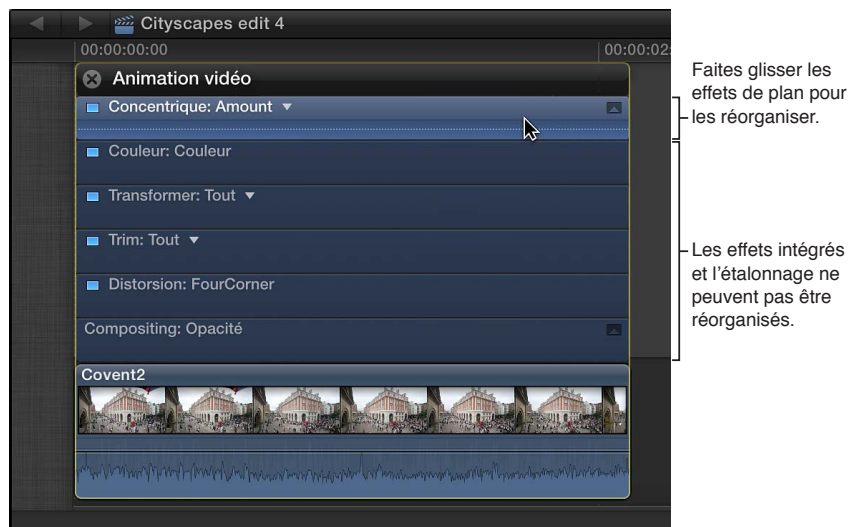 Cityscapes edit 4
00:00:00:00
00:00:02:
Animation vidéo
Concentrique: Amount
Couleur: Couleur
Transformer: Tout
Trim: Tout
Distorsion: FourCorner
Compositing: Opacité
Covent2
Faites glisser les
effets de plan pour
les réorganiser.
Les effets intégrés
et l’étalonnage ne
peuvent pas être
réorganisés.